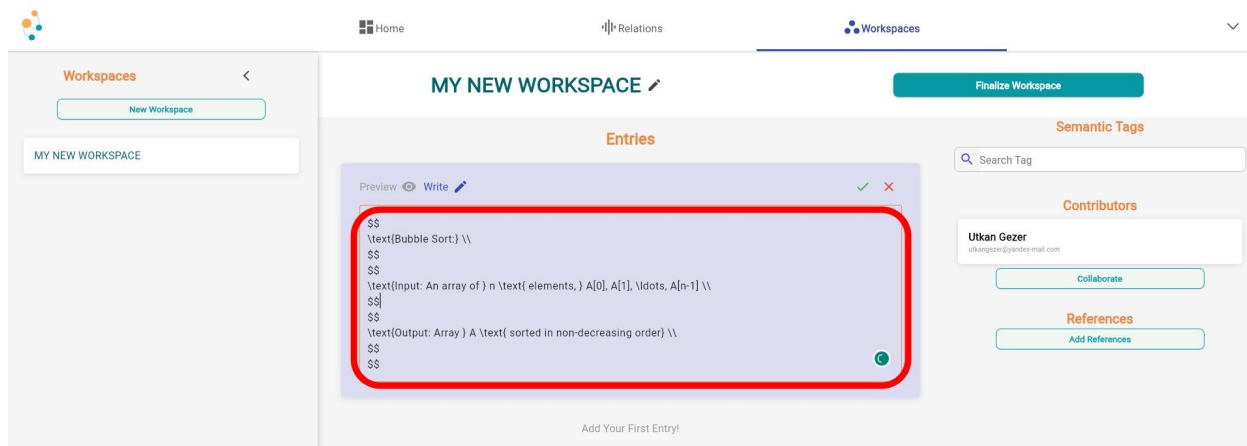 Home
Relations
Workspaces
Workspaces
New Workspace
MY NEW WORKSPACE
MY NEW WORKSPACE
Finalize Workspace
Entries
Preview
Write
$$
\text{Bubble Sort:} \\
$$
$$
\text{Input: An array of } n \text{ elements, } A[0], A[1], \ldots, A[n-1] \\
$$
$$
\text{Output: Array } A \text{ sorted in non-decreasing order} \\
$$
$$
Add Your First Entry!
Semantic Tags
Search Tag
Contributors
Utkan Gezer
utkangezer@yandex-mail.com
Collaborate
References
Add References